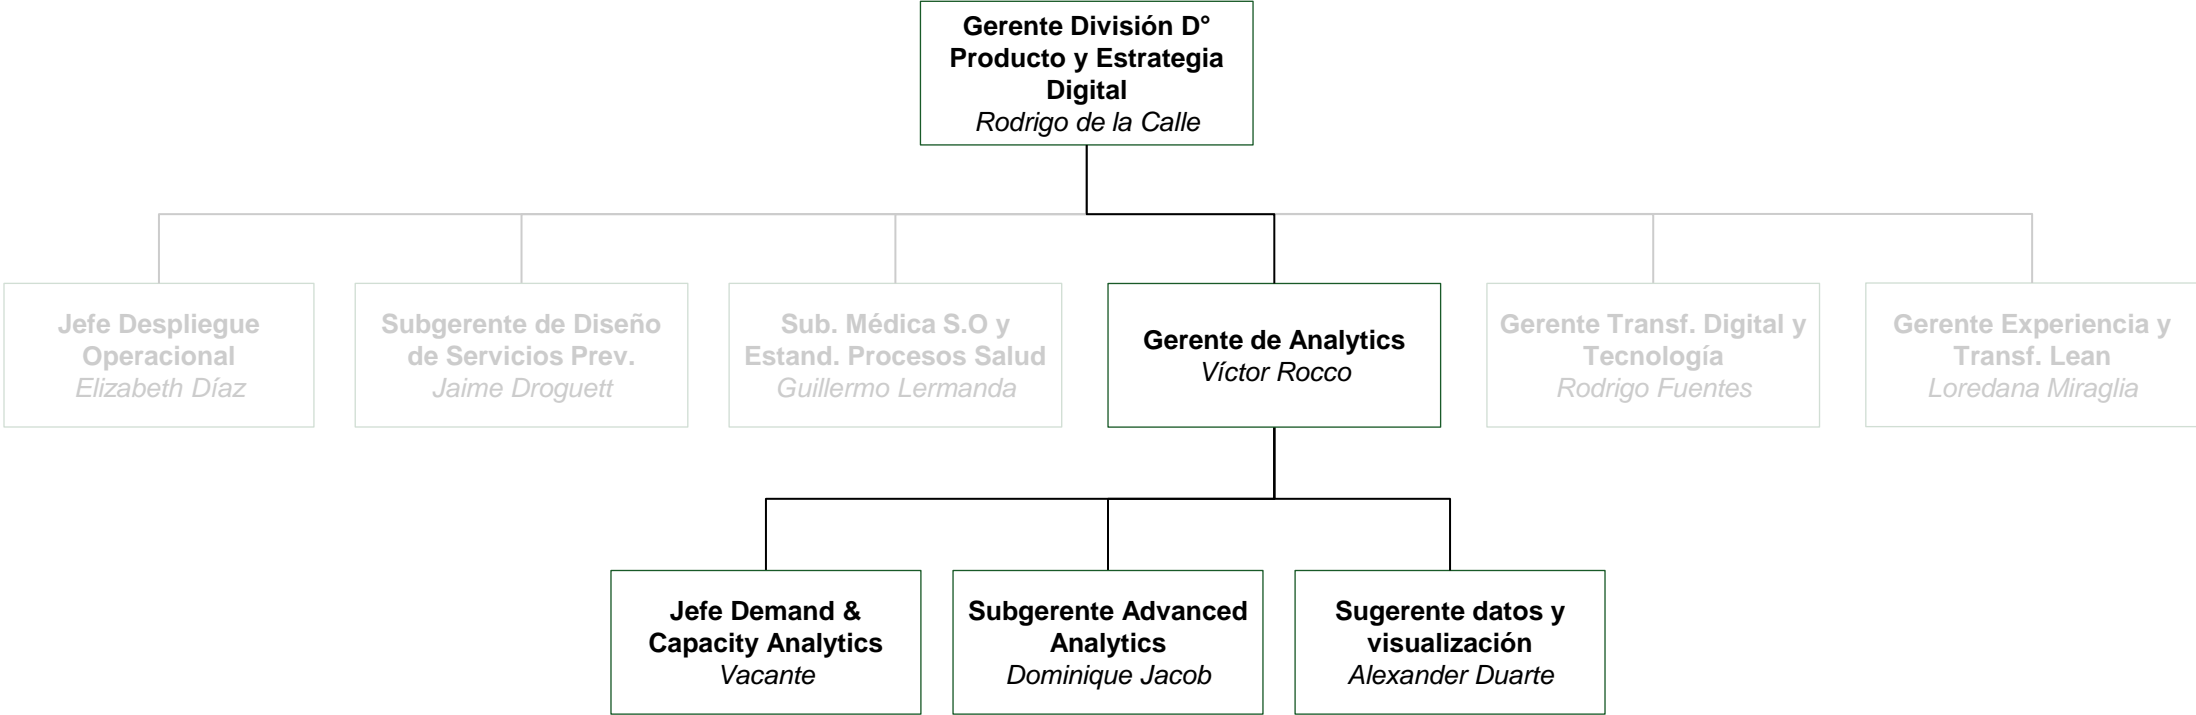 Gerente División D°
Producto y Estrategia
Digital
Rodrigo de la Calle
Jefe Despliegue
Operacional
Elizabeth Díaz
Subgerente de Diseño
de Servicios Prev.
Jaime Droguett
Sub. Médica S.O y
Estand. Procesos Salud
Guillermo Lermanda
Gerente de Analytics
Víctor Rocco
Gerente Transf. Digital y
Tecnología
Rodrigo Fuentes
Gerente Experiencia y
Transf. Lean
Loredana Miraglia
Jefe Demand &
Capacity Analytics
Vacante
Subgerente Advanced
Analytics
Dominique Jacob
Sugerente datos y
visualización
Alexander Duarte